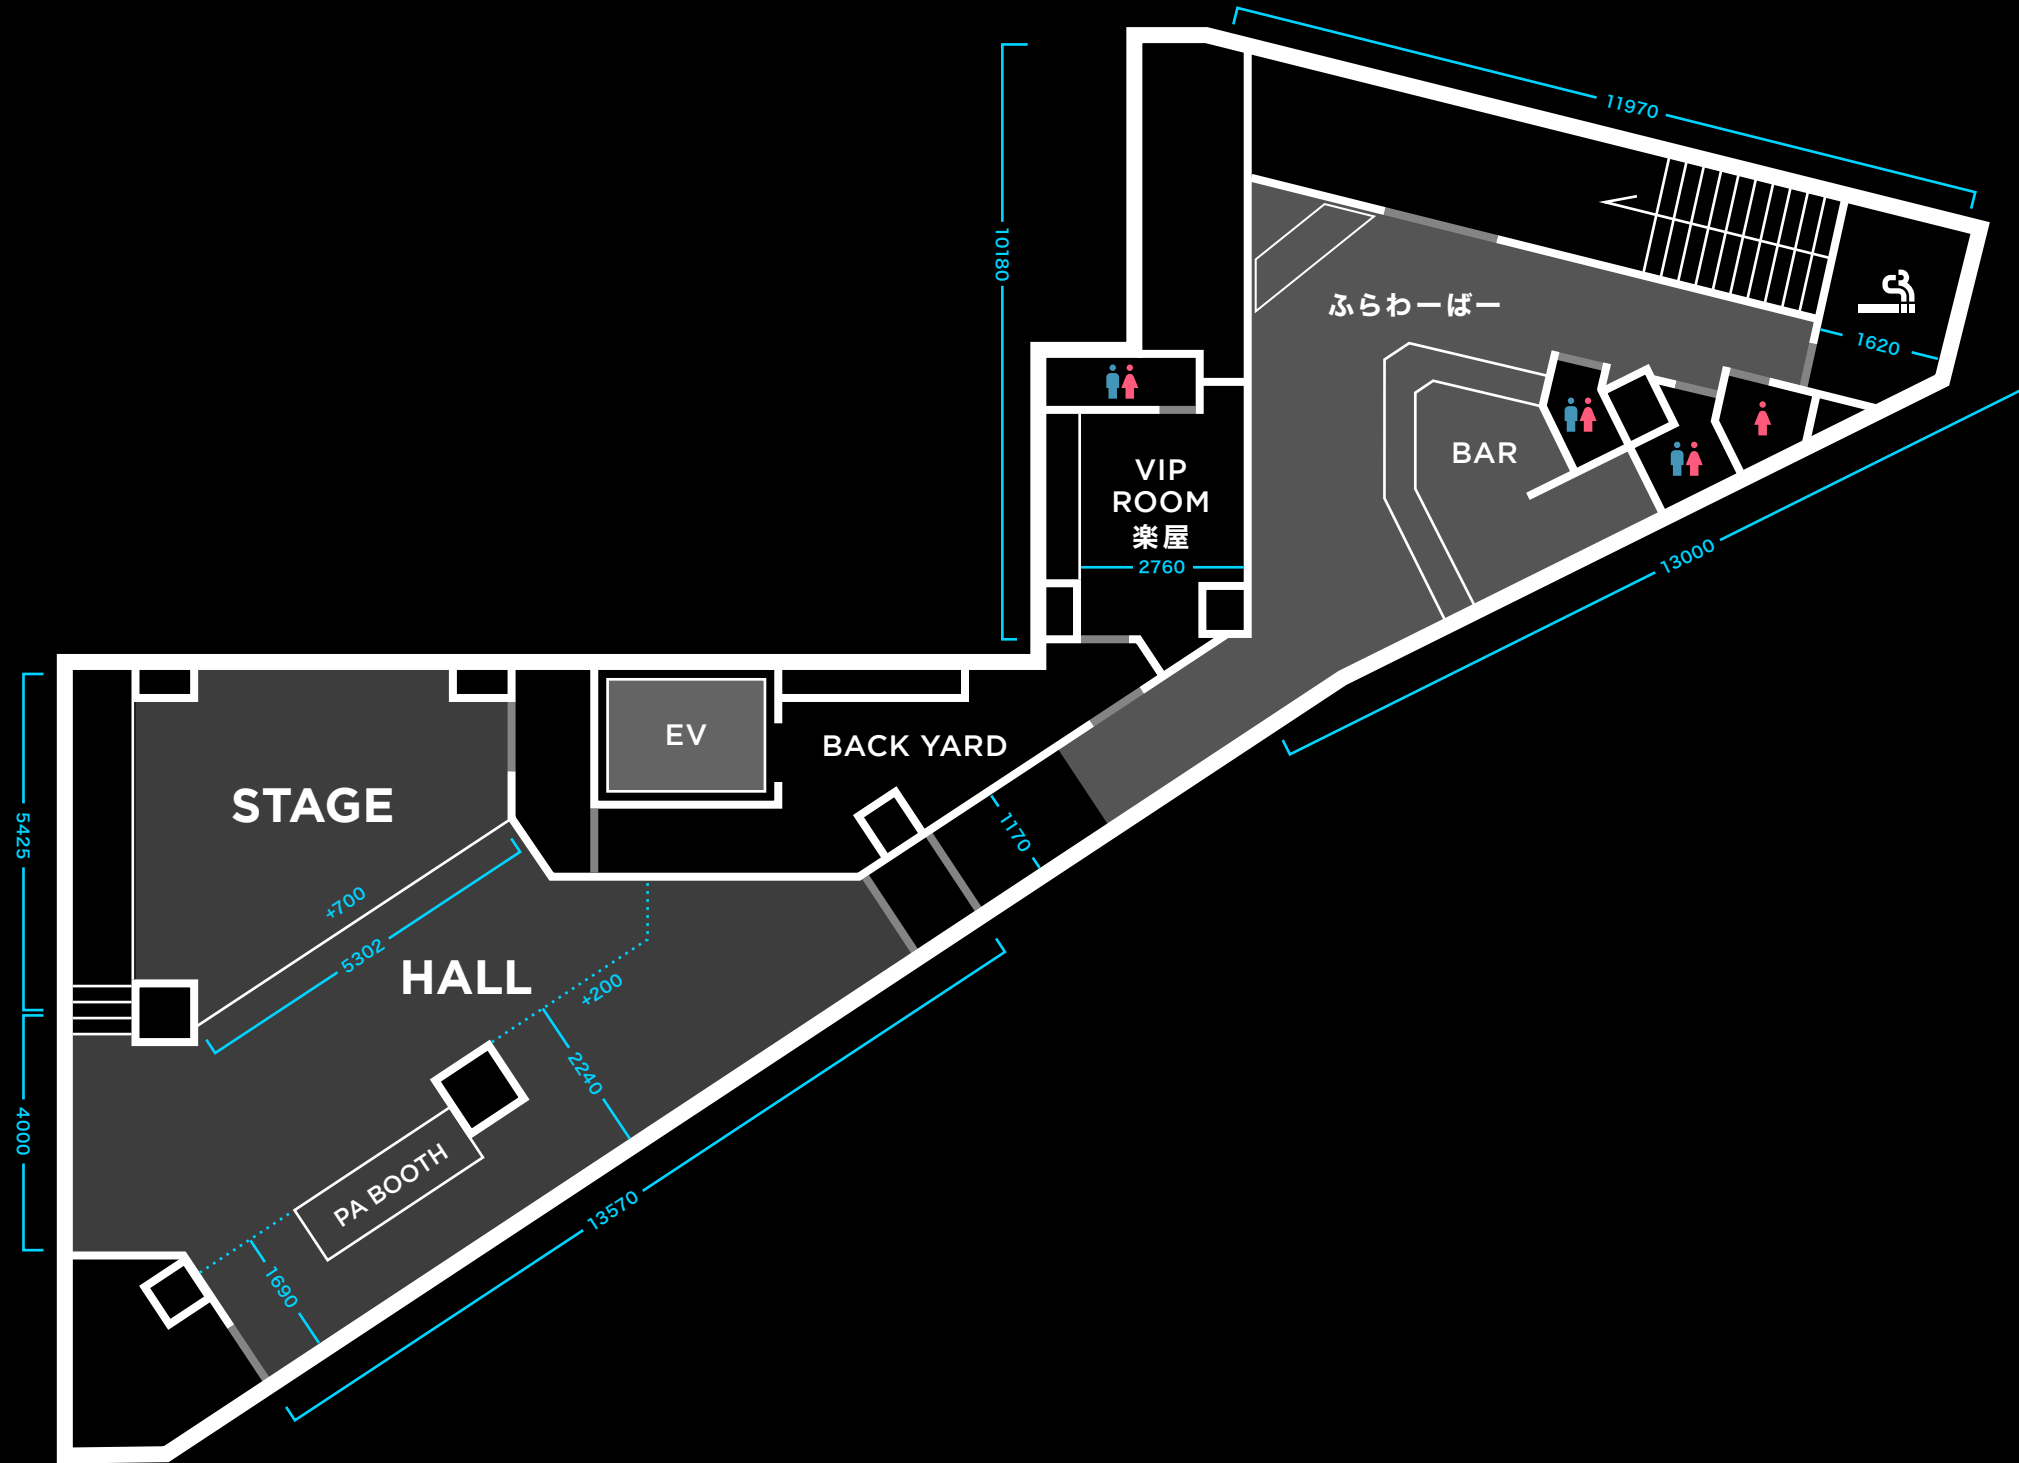 11970
10180
ふらわーばー
1620
BAR
VIP
ROOM
楽屋
2760
13000
EV
BACK YARD
STAGE
5425
1170
+700
5302
HALL
+200
2240
4000
PA BOOTH
13570
1690